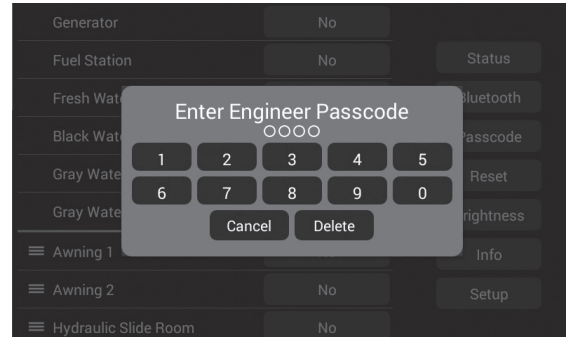 Generator No
Fuel Station No Status
Fresh Wat Bluetooth
Enter Engineer Passcode
Black Wat Passcode
1 2 3 4 5
Gray Wate Reset
6 7 8 9 0
Gray Wate rightness
Cancel Delete
Awning 1 Info
Awning 2 No Setup
Hydraulic Slide Room No